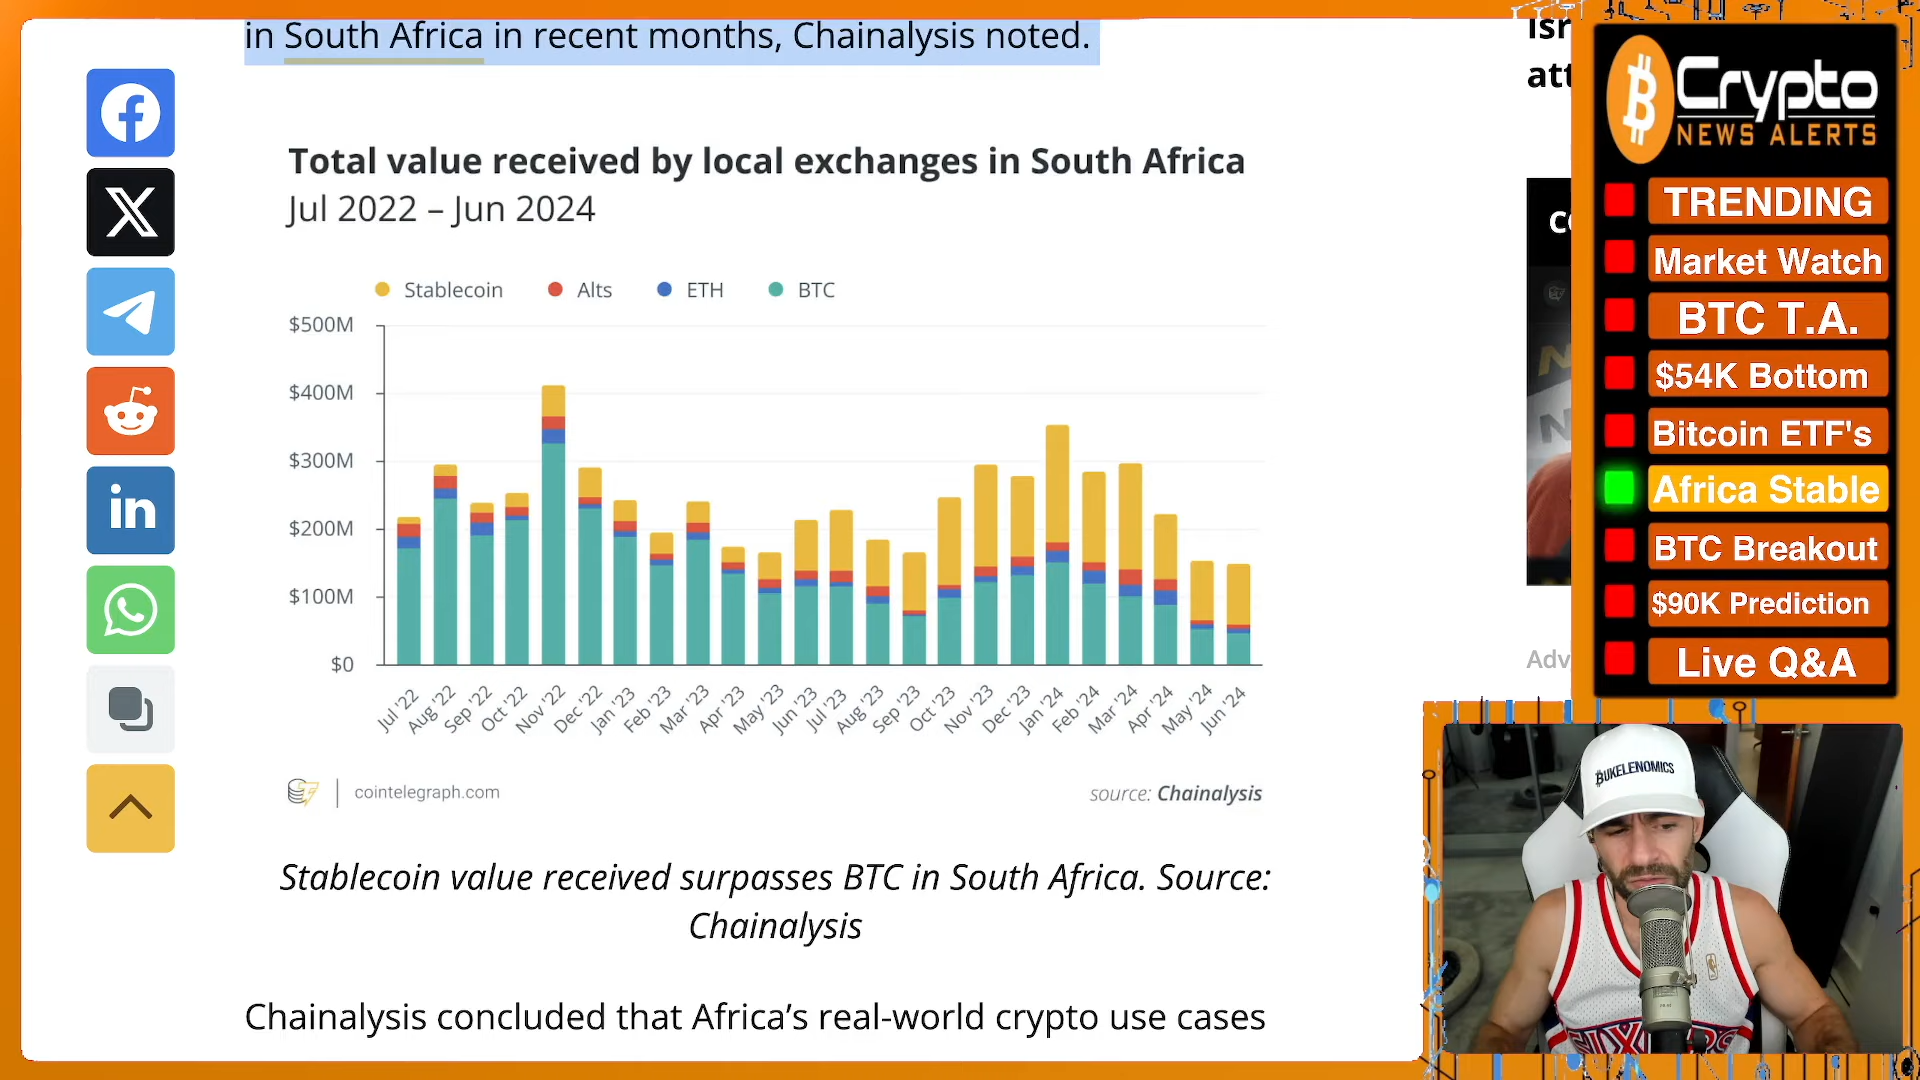 in South Africa in recent months, Chainalysis noted.
Total value received by local exchanges in South Africa
Jul 2022 – Jun 2024
Stablecoin
Alts
ETH
BTC
$500M
$400M
$300M
$200M
$100M
$0
Jul '22
Aug '22
Sep '22
Oct '22
Nov '22
Dec '22
Jan '23
Feb '23
Mar '23
Apr '23
May '23
Jun '23
Jul '23
Aug '23
Sep '23
Oct '23
Nov '23
Dec '23
Jan '24
Feb '24
Mar '24
Apr '24
May '24
Jun '24
cointelegraph.com
source: Chainalysis
Stablecoin value received surpasses BTC in South Africa. Source:
Chainalysis
Chainalysis concluded that Africa’s real-world crypto use cases
Isr
att
Adv
Crypto
NEWS ALERTS
TRENDING
Market Watch
BTC T.A.
$54K Bottom
Bitcoin ETF's
Africa Stable
BTC Breakout
$90K Prediction
Live Q&A
BUKELENOMICS